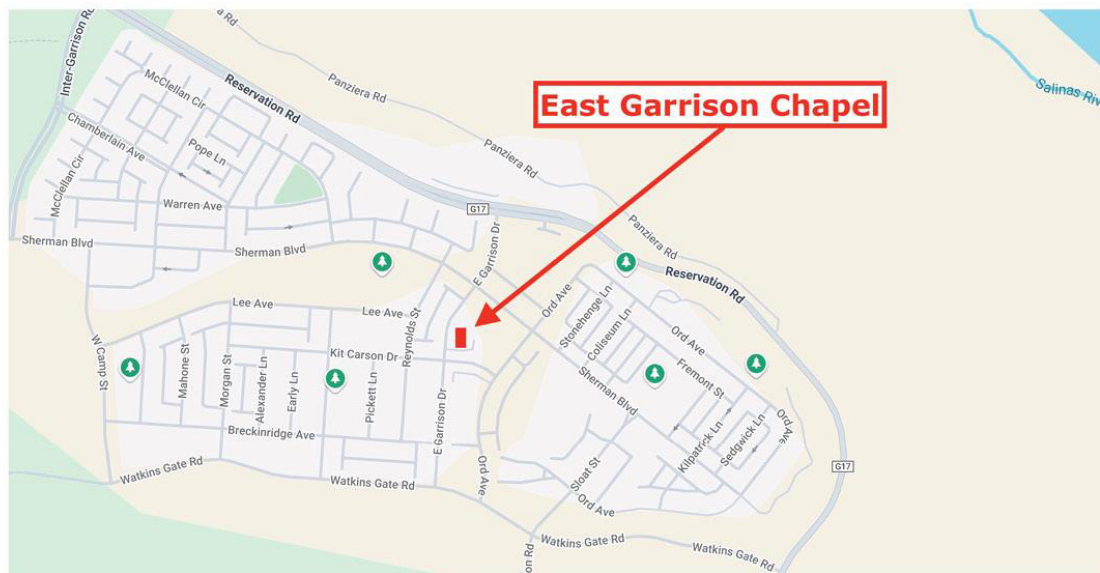 Inter-Garrison Rd
McClellan Cir
Reservation Rd
Panziera Rd
Panziera Rd
East Garrison Chapel
Salinas Riv
Chamberlain Ave
Pope Ln
McClellan Cir
Warren Ave
G17
Sherman Blvd
Sherman Blvd
E Garrison Dr
Panziera Rd
Reservation Rd
Lee Ave
Lee Ave
Reynolds St
Ord Ave
Stonehenge Ln
Coliseum Ln
Ord Ave
Fremont St
W Camp St
Mahone St
Morgan St
Alexander Ln
Early Ln
Kit Carson Dr
Pickett Ln
E Garrison Dr
Sherman Blvd
Kilpatrick Ln
Sedgwick Ln
Ord Ave
Breckinridge Ave
Watkins Gate Rd
Watkins Gate Rd
Ord Ave
Sloat St
Ord Ave
G17
Watkins Gate Rd
Watkins Gate Rd